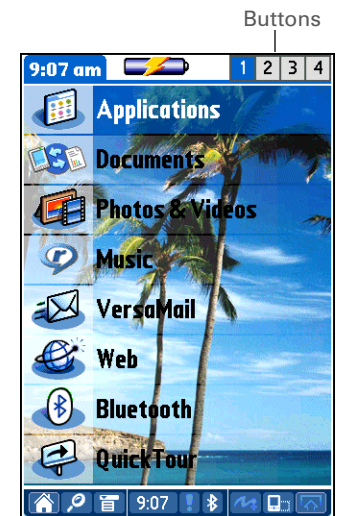 Buttons
9:07 am 1 2 3 4
Applications
Documents
Photos & Videos
Music
VersaMail
Web
Bluetooth
QuickTour
9:07